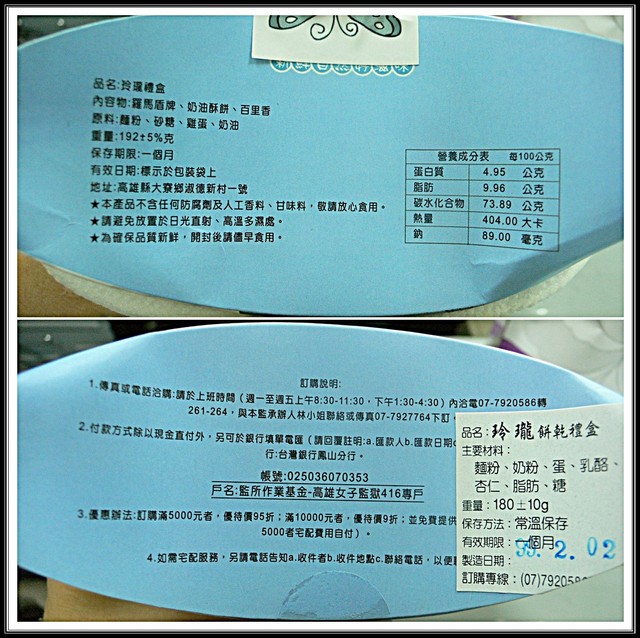 品名:玲瓏禮盒
內容物:羅馬盾牌、奶油酥餅、百里香
原料:麵粉、砂糖、雞蛋、奶油
重量:192±5%克
保存期限:一個月
有效日期:標示於包裝袋上
地址:高雄縣大寮鄉淑德新村一號
★本產品不含任何防腐劑及人工香料、甘味料，敬請放心食用。
★請避免放置於日光直射、高溫多濕處。
★為確保品質新鮮，開封後請儘早食用。
營養成分表 每100公克
蛋白質 4.95 公克
脂肪 9.96 公克
碳水化合物 73.89 公克
熱量 404.00 大卡
鈉 89.00 毫克
訂購說明:
1.傳真或電話洽購:請於上班時間（週一至週五上午8:30-11:30，下午1:30-4:30）內洽電07-7920586轉
261-264，與本監承辦人林小姐聯絡或傳真07-7927764下訂
2.付款方式除以現金直付外，另可於銀行填單電匯（請回覆註明:a.匯款人b.匯款日期
行:台灣銀行鳳山分行。
帳號:025036070353
戶名:監所作業基金-高雄女子監獄416專戶
3.優惠辦法:訂購滿5000元者，優待價95折；滿10000元者，優待價9折；並免費提供
5000者宅配費用自付）。
4.如需宅配服務，另請電話告知a.收件者b.收件地點c.聯絡電話，以便
品名:玲瓏餅乾禮盒
主要材料:
麵粉、奶粉、蛋、乳酪、
杏仁、脂肪、糖
重量:180±10g
保存方法:常溫保存
有效期限:一個月
製造日期: 99.2.02
訂購專線:(07)792058